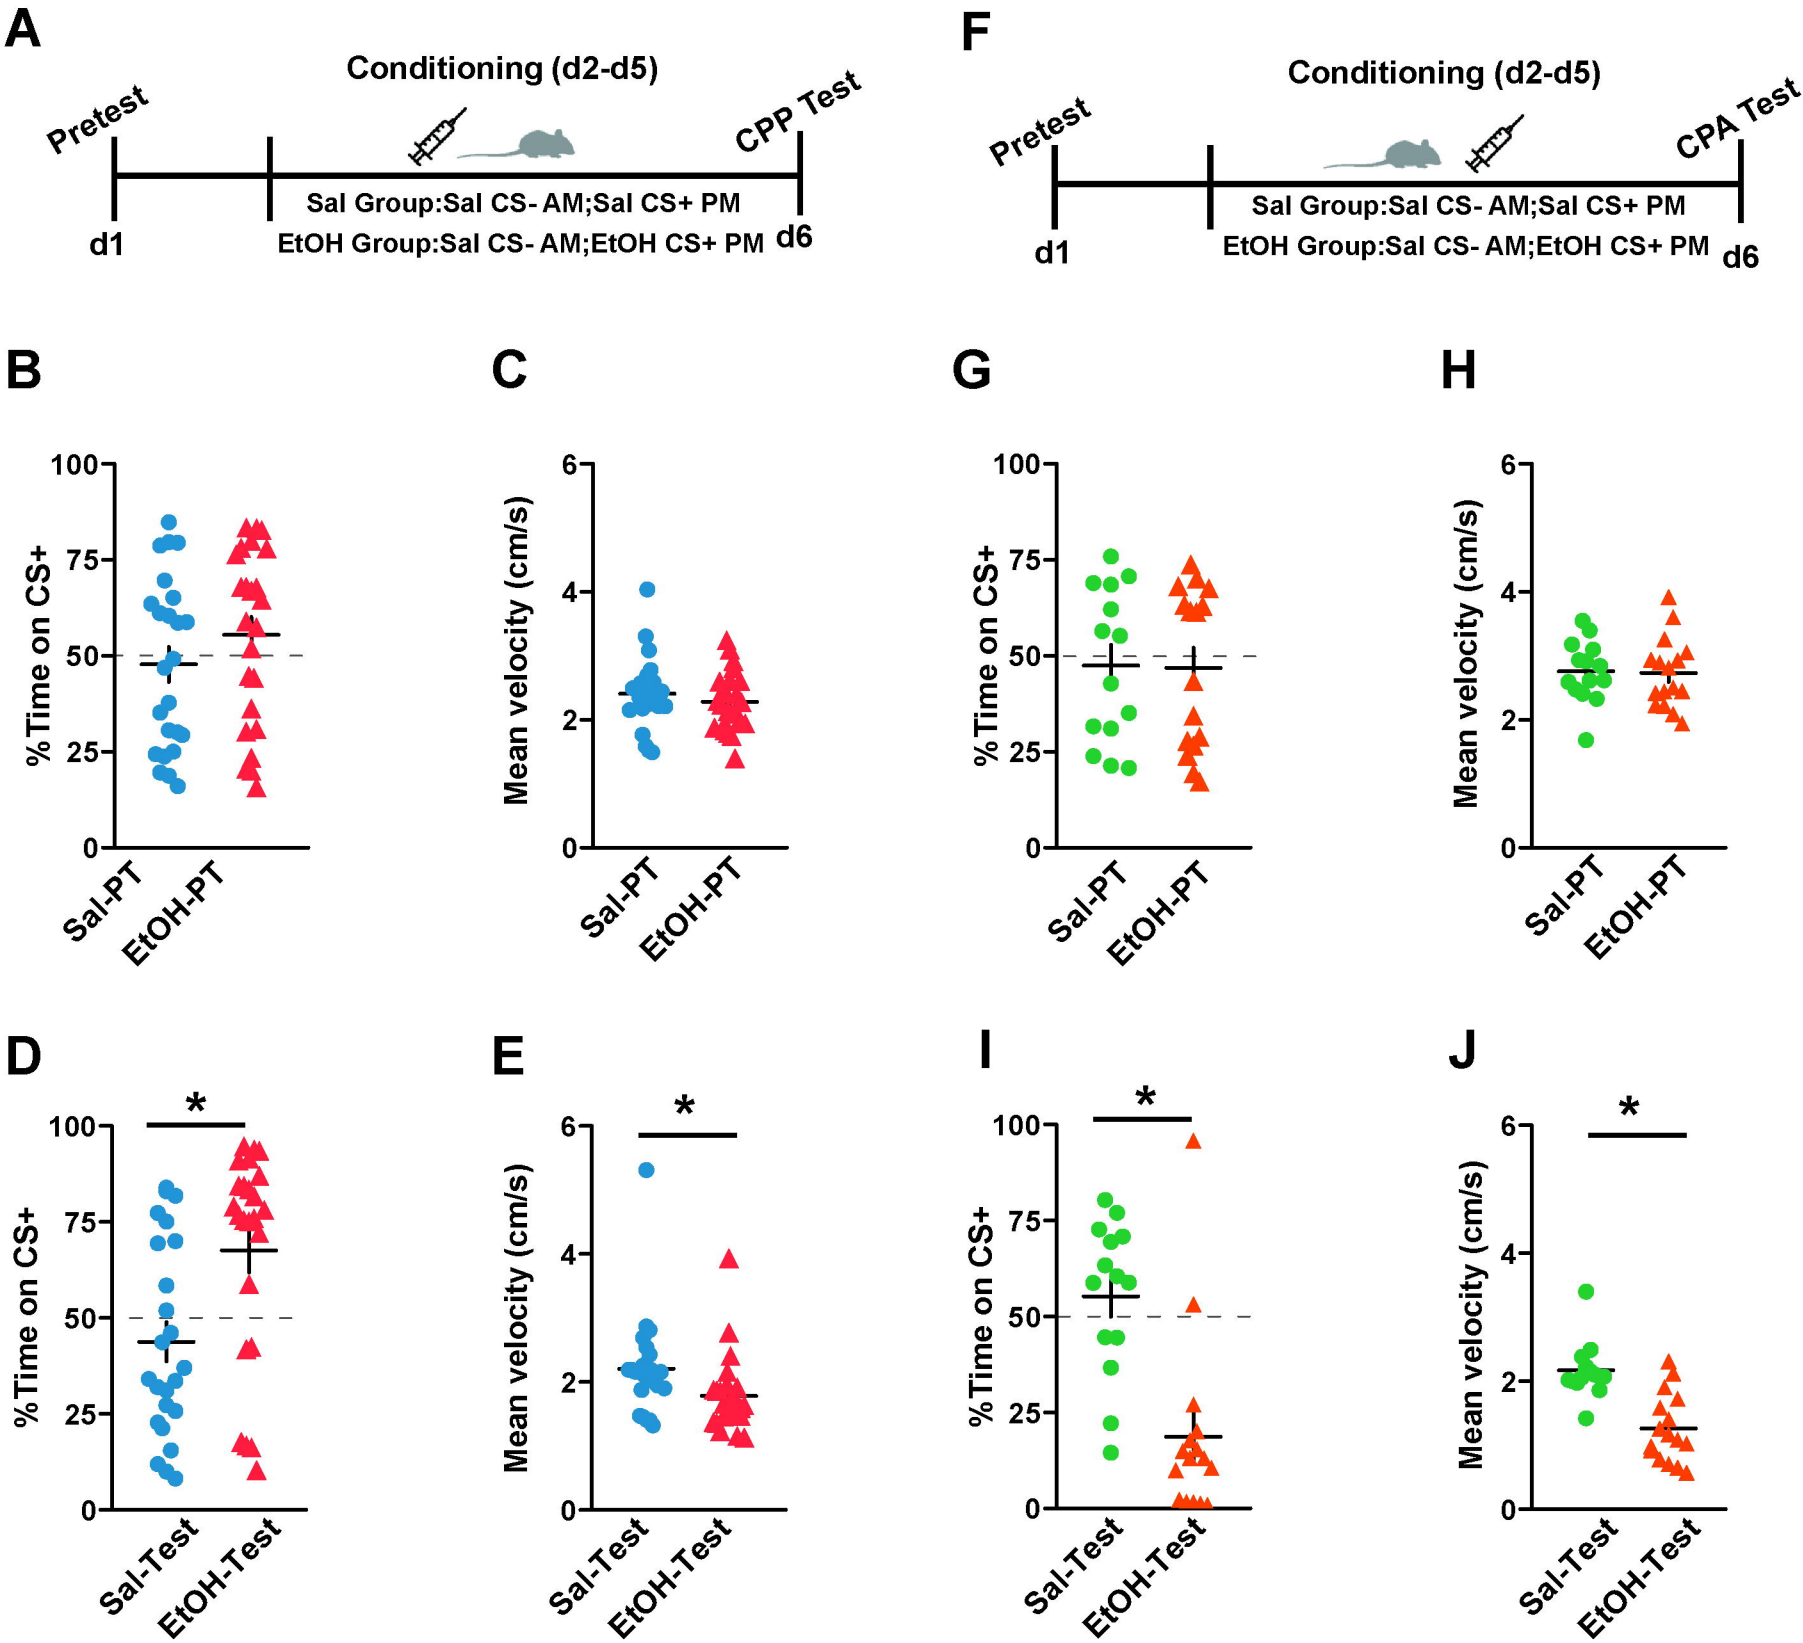 A
Conditioning (d2-d5)
Pretest
CPP Test
Sal Group:Sal CS- AM;Sal CS+ PM
EtOH Group:Sal CS- AM;EtOH CS+ PM
d1
d6
F
Conditioning (d2-d5)
Pretest
CPA Test
Sal Group:Sal CS- AM;Sal CS+ PM
EtOH Group:Sal CS- AM;EtOH CS+ PM
d1
d6
B
%Time on CS+
100
75
50
25
0
Sal-PT
EtOH-PT
C
Mean velocity (cm/s)
6
4
2
0
Sal-PT
EtOH-PT
G
%Time on CS+
100
75
50
25
0
Sal-PT
EtOH-PT
H
Mean velocity (cm/s)
6
4
2
0
Sal-PT
EtOH-PT
D
%Time on CS+
100
75
50
25
0
*
Sal-Test
EtOH-Test
E
Mean velocity (cm/s)
6
4
2
0
*
Sal-Test
EtOH-Test
I
%Time on CS+
100
75
50
25
0
*
Sal-Test
EtOH-Test
J
Mean velocity (cm/s)
6
4
2
0
*
Sal-Test
EtOH-Test